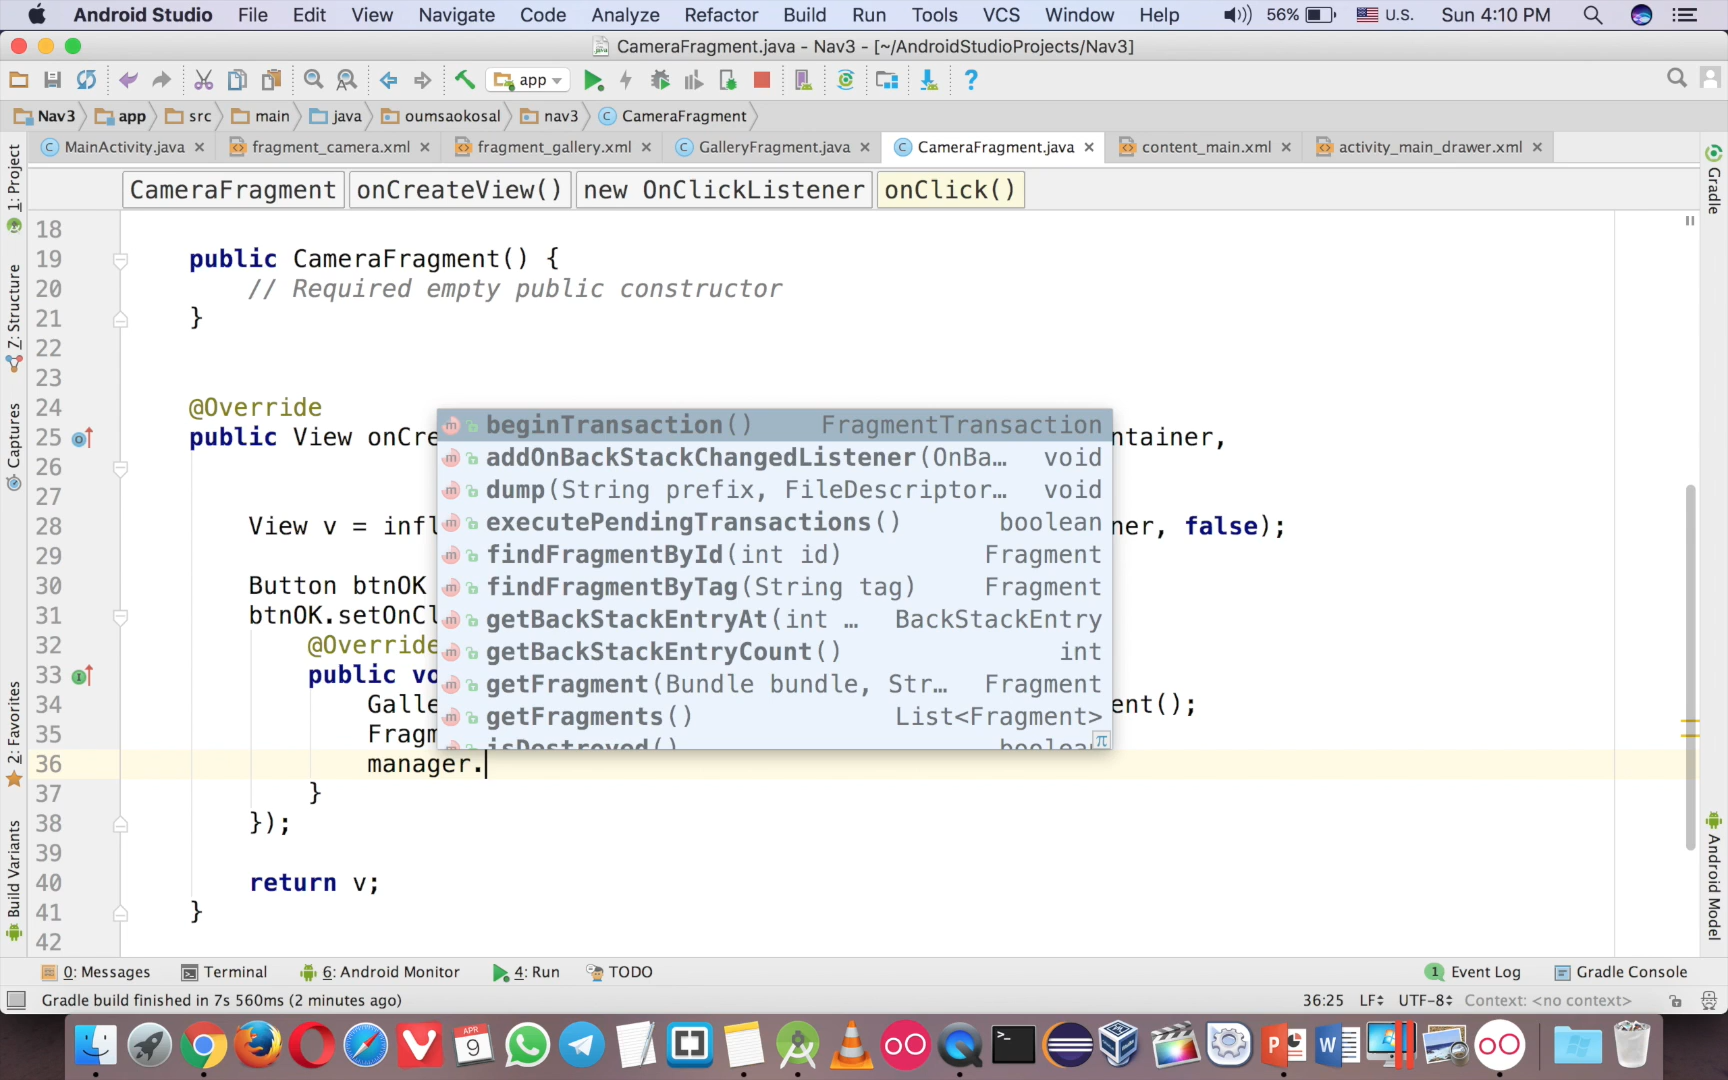 Android Studio File Edit View Navigate Code Analyze Refactor Build Run Tools VCS Window Help 56% U.S. Sun 4:10 PM
CameraFragment.java - Nav3 - [~/AndroidStudioProjects/Nav3]
app
Nav3 app src main java oumsaokosal nav3 CameraFragment
MainActivity.java fragment_camera.xml fragment_gallery.xml GalleryFragment.java CameraFragment.java content_main.xml activity_main_drawer.xml
CameraFragment onCreateView() new OnClickListener onClick()
1: Project
Z: Structure
Captures
2: Favorites
Build Variants
Gradle
Android Model
18
19 public CameraFragment() {
20 // Required empty public constructor
21 }
22
23
24 @Override
25 public View onCre ntainer,
26
27
28 View v = infl ner, false);
29
30 Button btnOK
31 btnOK.setOnCl
32 @Override
33 public vo
34 Galle ent();
35 Fragm
36 manager.
37 }
38 });
39
40 return v;
41 }
42
beginTransaction() FragmentTransaction
addOnBackStackChangedListener(OnBa… void
dump(String prefix, FileDescriptor… void
executePendingTransactions() boolean
findFragmentById(int id) Fragment
findFragmentByTag(String tag) Fragment
getBackStackEntryAt(int … BackStackEntry
getBackStackEntryCount() int
getFragment(Bundle bundle, Str… Fragment
getFragments() List<Fragment>
isDestroyed() boolea
π
0: Messages Terminal 6: Android Monitor 4: Run TODO 1 Event Log Gradle Console
Gradle build finished in 7s 560ms (2 minutes ago) 36:25 LF UTF-8 Context: <no context>
APR
9